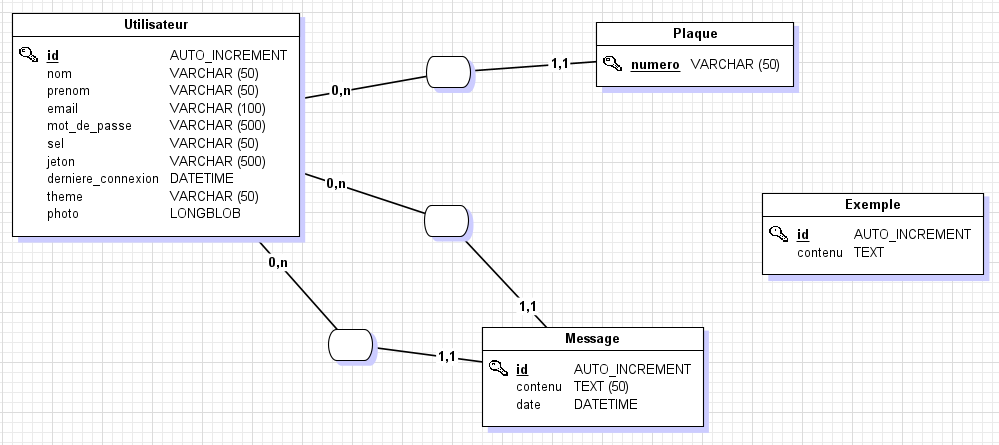 Utilisateur
id AUTO_INCREMENT
nom VARCHAR (50)
prenom VARCHAR (50)
email VARCHAR (100)
mot_de_passe VARCHAR (500)
sel VARCHAR (50)
jeton VARCHAR (500)
derniere_connexion DATETIME
theme VARCHAR (50)
photo LONGBLOB
0,n
1,1
Plaque
numero VARCHAR (50)
0,n
1,1
0,n
1,1
Exemple
id AUTO_INCREMENT
contenu TEXT
Message
id AUTO_INCREMENT
contenu TEXT (50)
date DATETIME